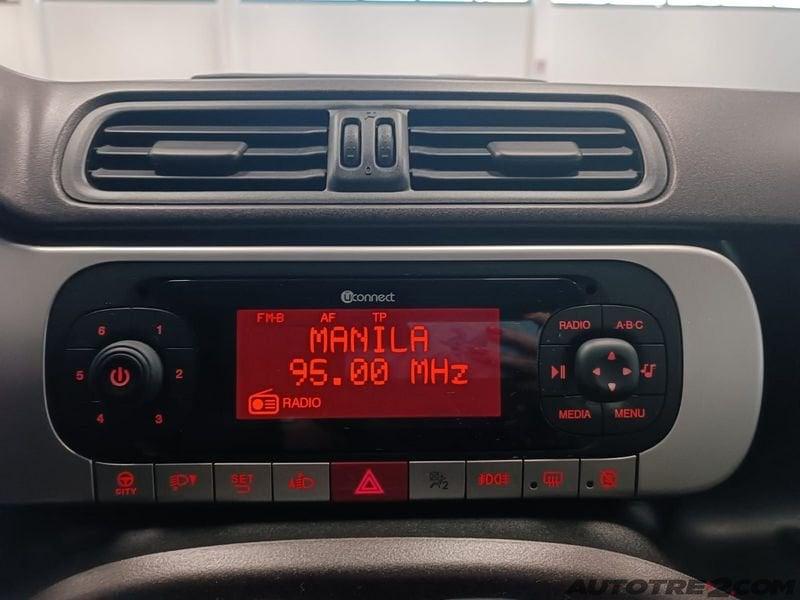 Uconnect
FM-B AF TP
MANILA
95.00 MHz
RADIO
6 1
5 2
4 3
RADIO A·B·C
MEDIA MENU
CITY
SET
2
AUTOTRE2.COM